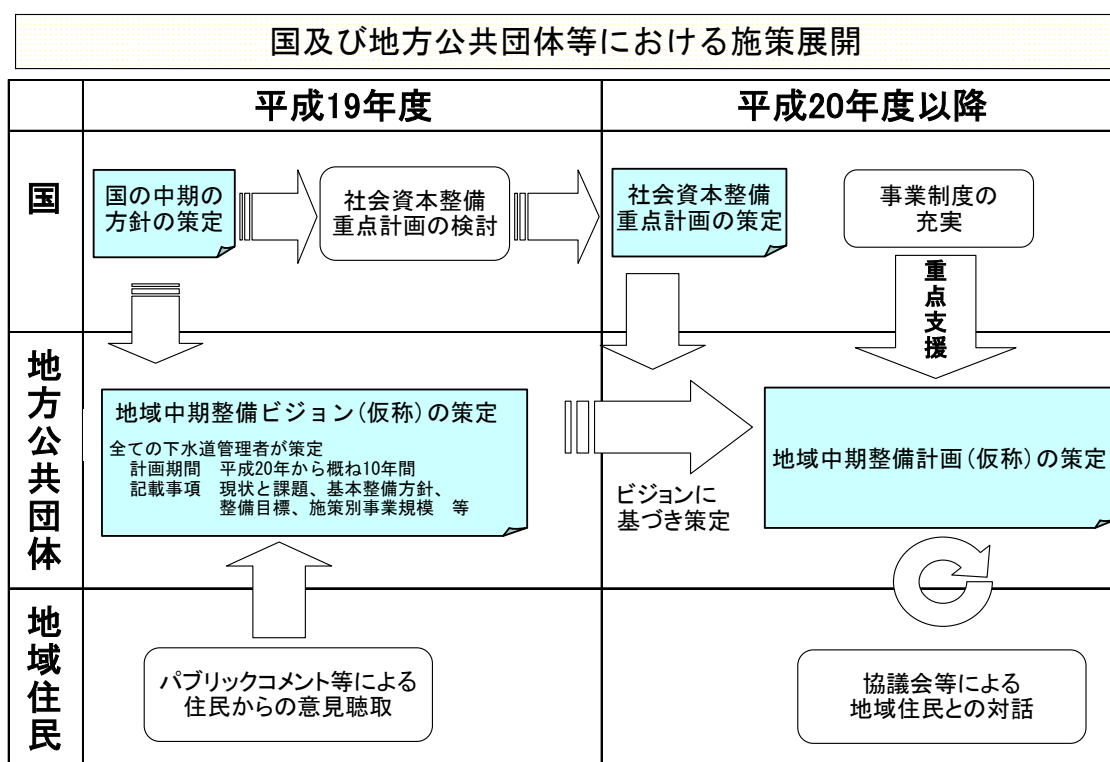 国及び地方公共団体等における施策展開
平成19年度
平成20年度以降
国
国の中期の
方針の策定
社会資本整備
重点計画の検討
社会資本整備
重点計画の策定
事業制度の
充実
重点支援
地方公共団体
地域中期整備ビジョン(仮称)の策定
全ての下水道管理者が策定
計画期間　平成20年から概ね10年間
記載事項　現状と課題、基本整備方針、
整備目標、施策別事業規模　等
ビジョンに
基づき策定
地域中期整備計画(仮称)の策定
地域住民
パブリックコメント等による
住民からの意見聴取
協議会等による
地域住民との対話